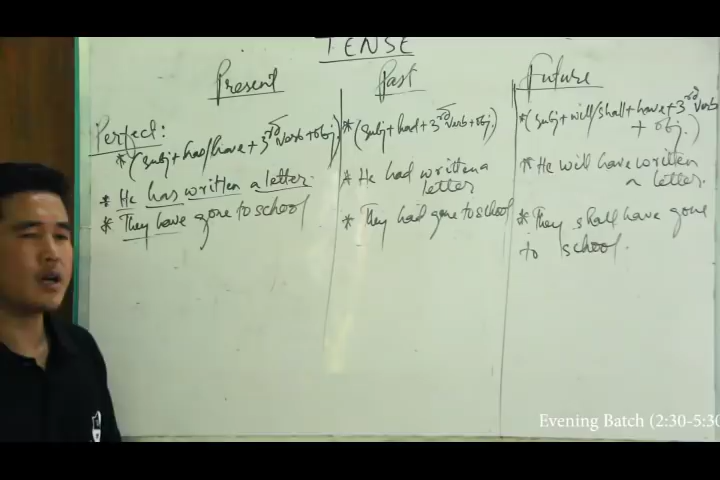 TENSE
Present Past Future
Perfect:
*(subj + has/have + 3rd verb + obj.)
* He has written a letter.
* They have gone to school
*(subj + had + 3rd verb + obj.)
* He had written a
letter
* They had gone to school
*(subj + will/shall + have + 3rd verb
+ obj.)
* He will have written
a letter.
* They shall have gone
to school.
Evening Batch (2:30-5:30